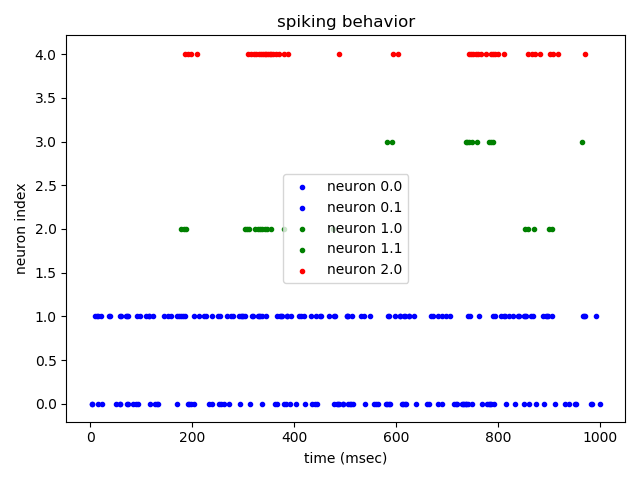 spiking behavior
neuron index
4.0
3.5
3.0
2.5
2.0
1.5
1.0
0.5
0.0
neuron 0.0
neuron 0.1
neuron 1.0
neuron 1.1
neuron 2.0
0 200 400 600 800 1000
time (msec)